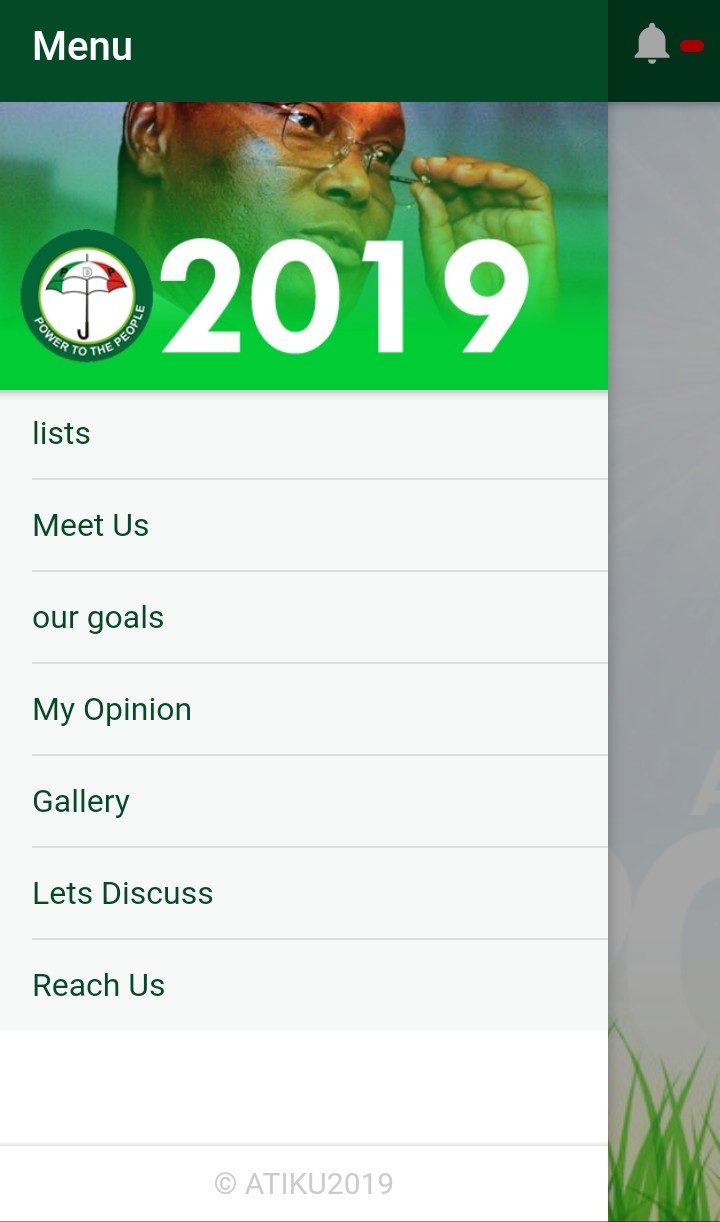 Menu
2019
P D P
POWER TO THE PEOPLE
lists
Meet Us
our goals
My Opinion
Gallery
Lets Discuss
Reach Us
© ATIKU2019